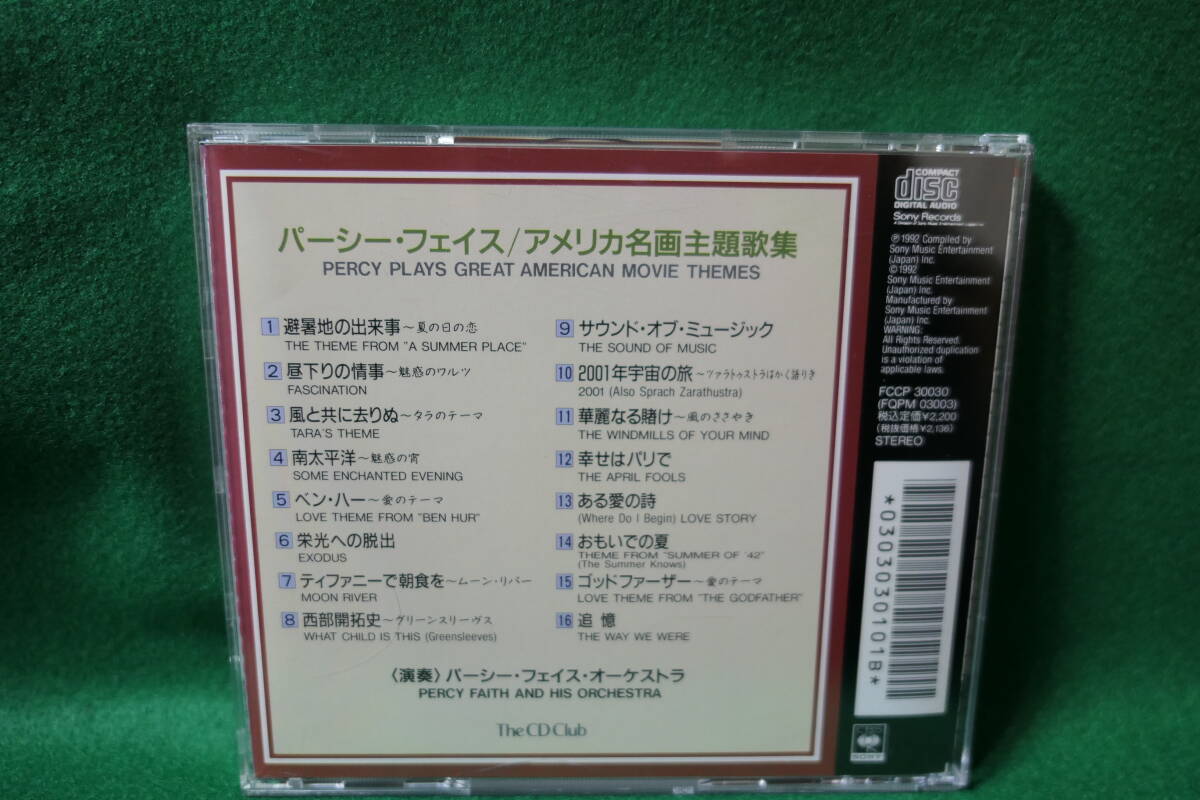 パーシー・フェイス/アメリカ名画主題歌集
PERCY PLAYS GREAT AMERICAN MOVIE THEMES
1 避暑地の出来事～夏の日の恋
THE THEME FROM "A SUMMER PLACE"
2 昼下りの情事～魅惑のワルツ
FASCINATION
3 風と共に去りぬ～タラのテーマ
TARA'S THEME
4 南太平洋～魅惑の宵
SOME ENCHANTED EVENING
5 ベン・ハー～愛のテーマ
LOVE THEME FROM "BEN HUR"
6 栄光への脱出
EXODUS
7 ティファニーで朝食を～ムーン・リバー
MOON RIVER
8 西部開拓史～グリーンスリーヴス
WHAT CHILD IS THIS (Greensleeves)
9 サウンド・オブ・ミュージック
THE SOUND OF MUSIC
10 2001年宇宙の旅～ツァラトゥストラはかく語りき
2001 (Also Sprach Zarathustra)
11 華麗なる賭け～風のささやき
THE WINDMILLS OF YOUR MIND
12 幸せはパリで
THE APRIL FOOLS
13 ある愛の詩
(Where Do I Begin) LOVE STORY
14 おもいでの夏
THEME FROM "SUMMER OF '42"
(The Summer Knows)
15 ゴッドファーザー～愛のテーマ
LOVE THEME FROM "THE GODFATHER"
16 追憶
THE WAY WE WERE
〈演奏〉パーシー・フェイス・オーケストラ
PERCY FAITH AND HIS ORCHESTRA
The CD Club
COMPACT
disc
DIGITAL AUDIO
Sony Records
℗1992 Compiled by
Sony Music Entertainment
(Japan) Inc.
©1992
Sony Music Entertainment
(Japan) Inc.
Manufactured by
Sony Music Entertainment
(Japan) Inc.
WARNING:
All Rights Reserved.
Unauthorized duplication
is a violation of
applicable laws.
FCCP 30030
(FQPM 03003)
税込定価¥2,200
(税抜価格¥2,136)
STEREO
*0303030101B*
SONY